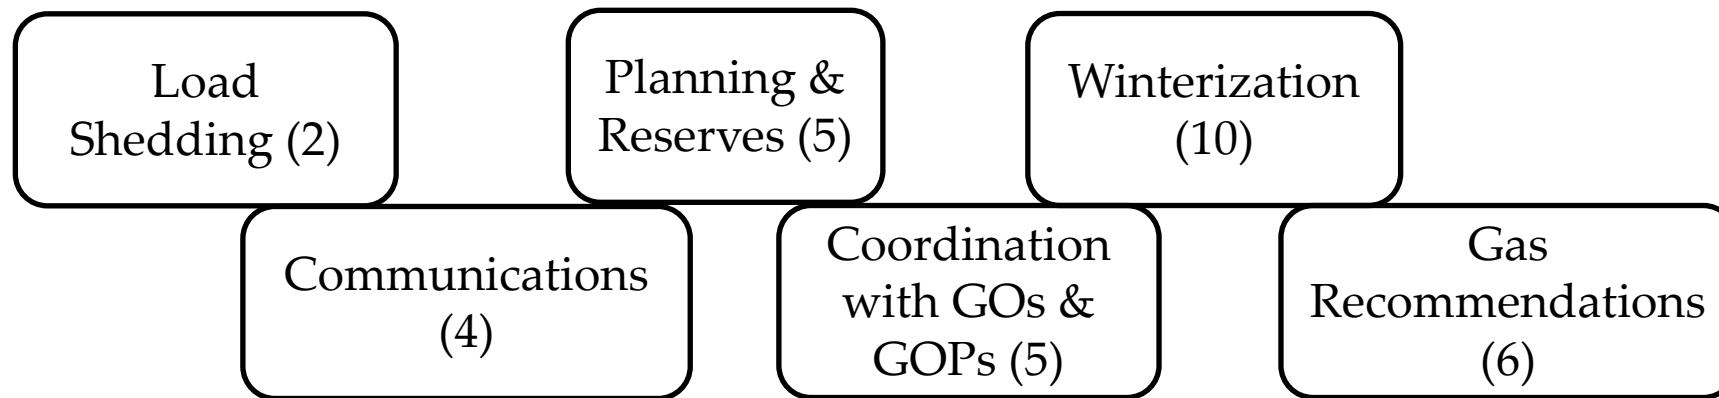 Load
Shedding (2)
Communications
(4)
Planning &
Reserves (5)
Coordination
with GOs &
GOPs (5)
Winterization
(10)
Gas
Recommendations
(6)